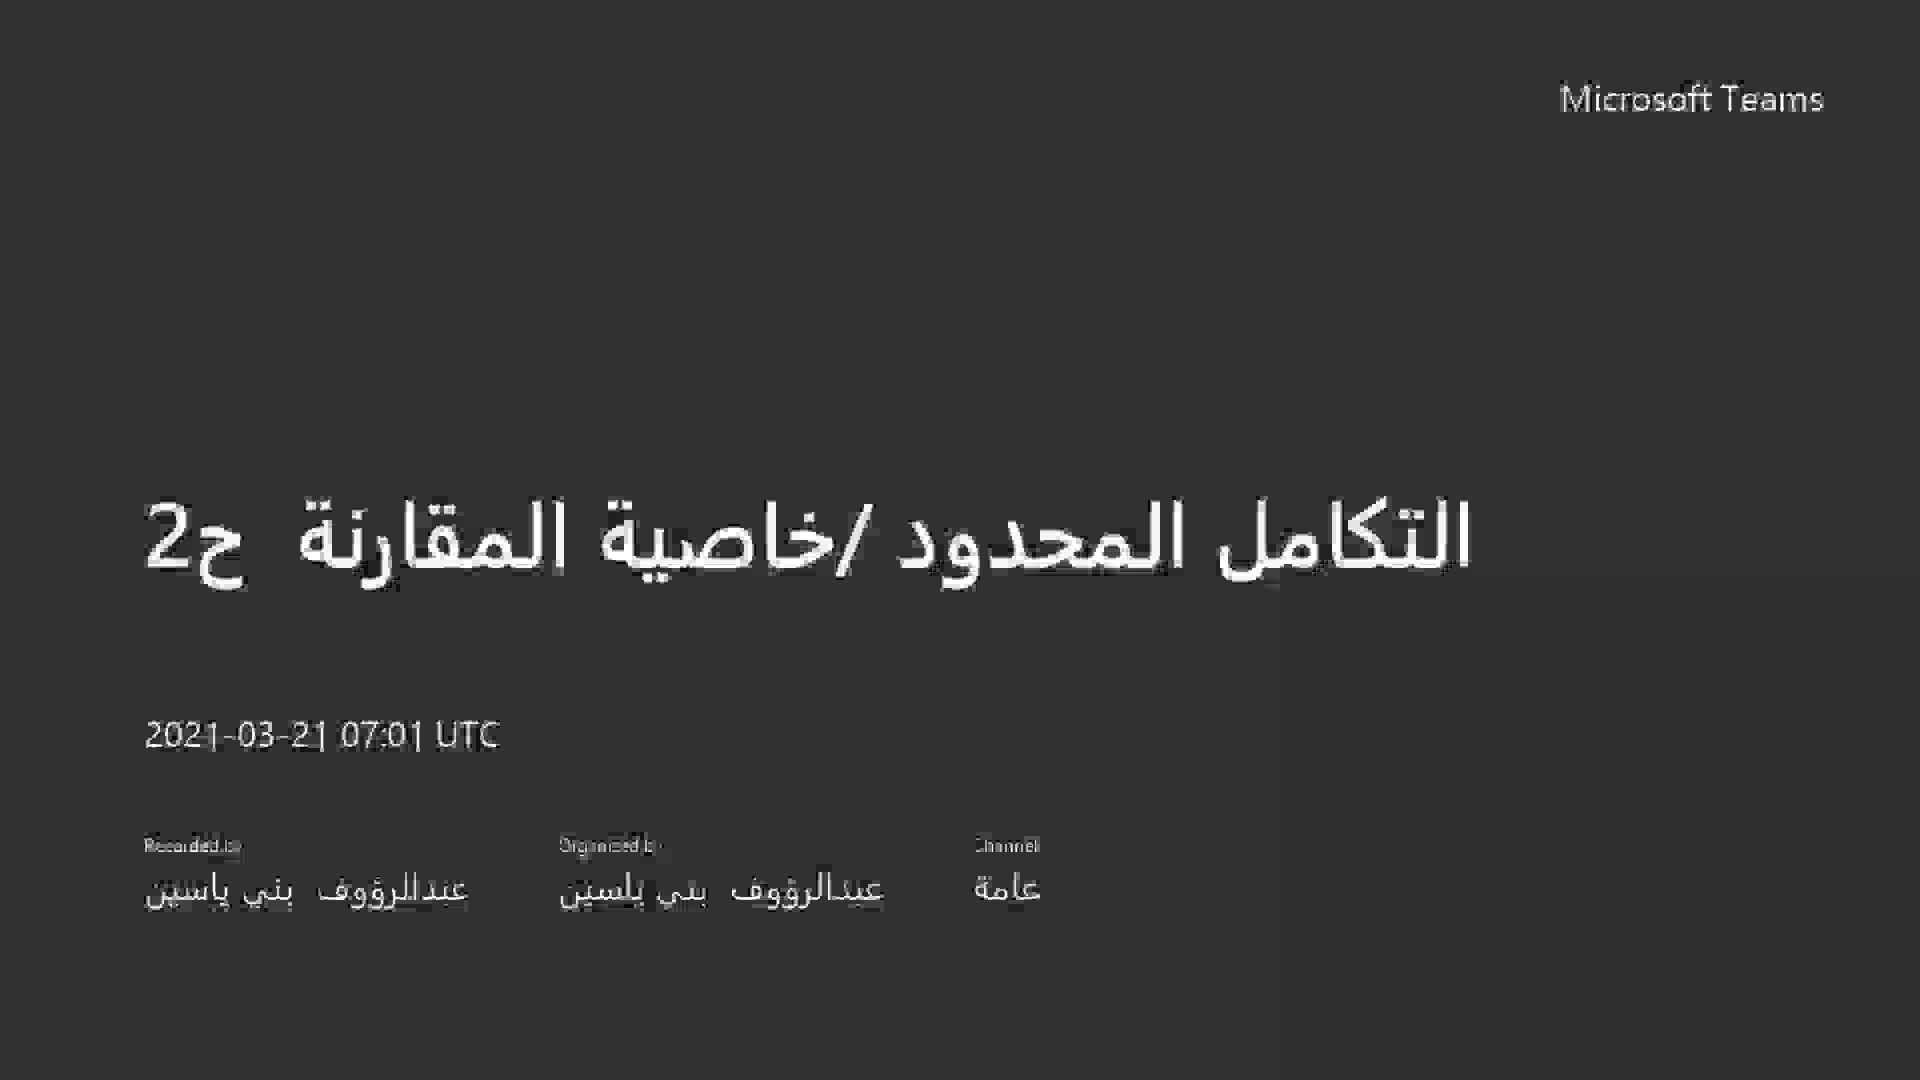 Microsoft Teams
التكامل المحدود /خاصية المقارنة ح2
2021-03-21 07:01 UTC
Recorded by Organized by Channel
عبدالرؤوف بني ياسين عبدالرؤوف بني ياسين عامة